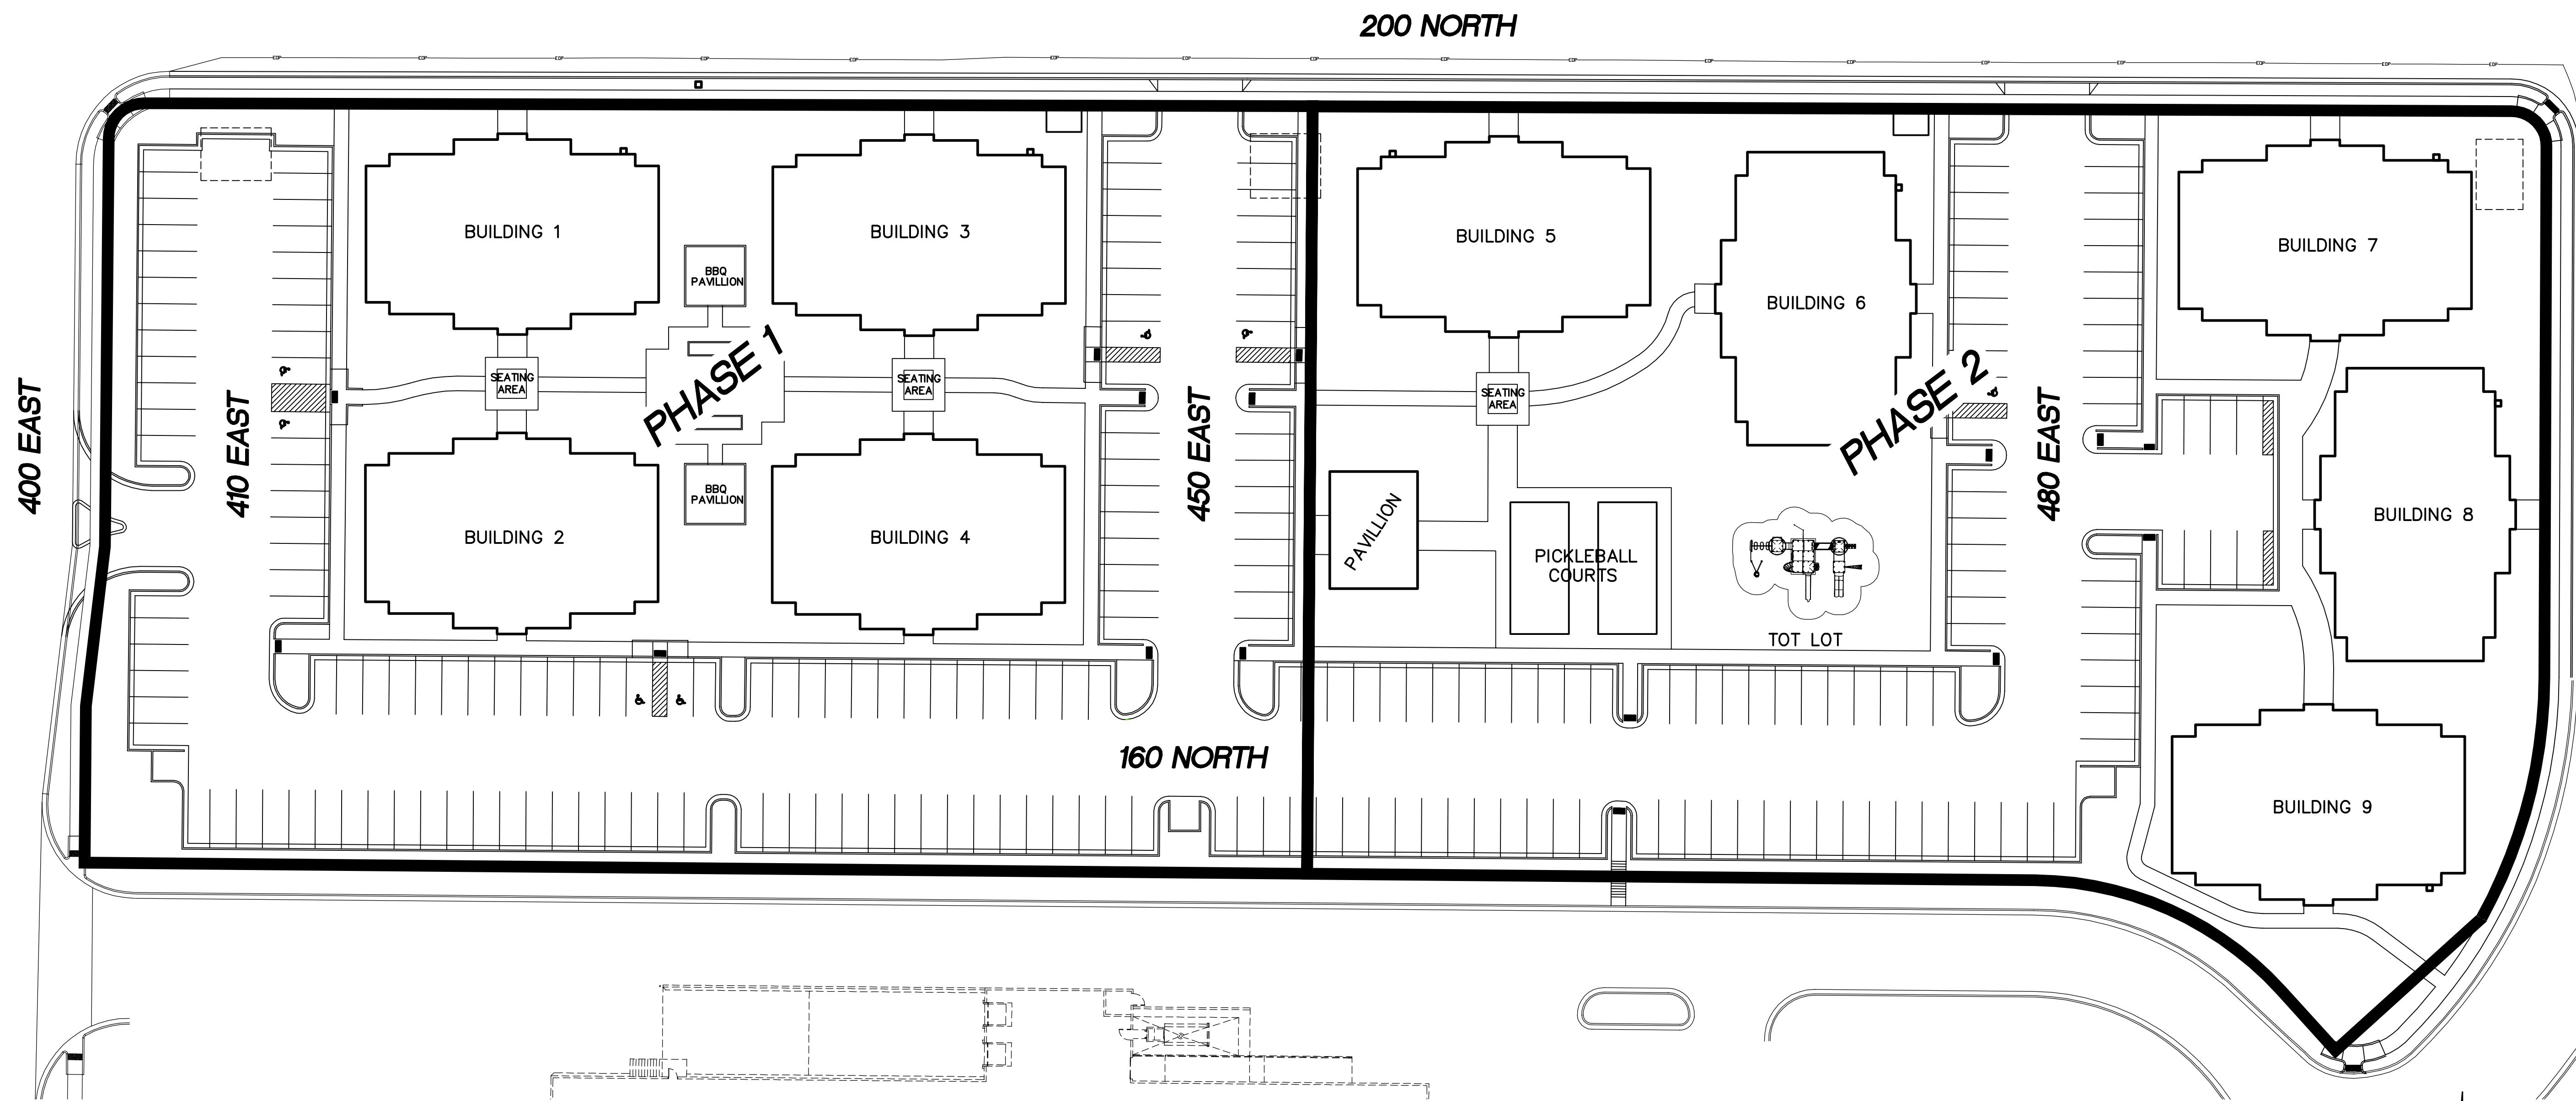 200 NORTH
BUILDING 1
BUILDING 3
BUILDING 5
BUILDING 6
BUILDING 7
BBQ
PAVILLION
PHASE 1
PHASE 2
SEATING
AREA
SEATING
AREA
SEATING
AREA
400 EAST
410 EAST
450 EAST
480 EAST
BBQ
PAVILLION
BUILDING 2
BUILDING 4
PAVILLION
PICKLEBALL
COURTS
TOT LOT
BUILDING 8
160 NORTH
BUILDING 9